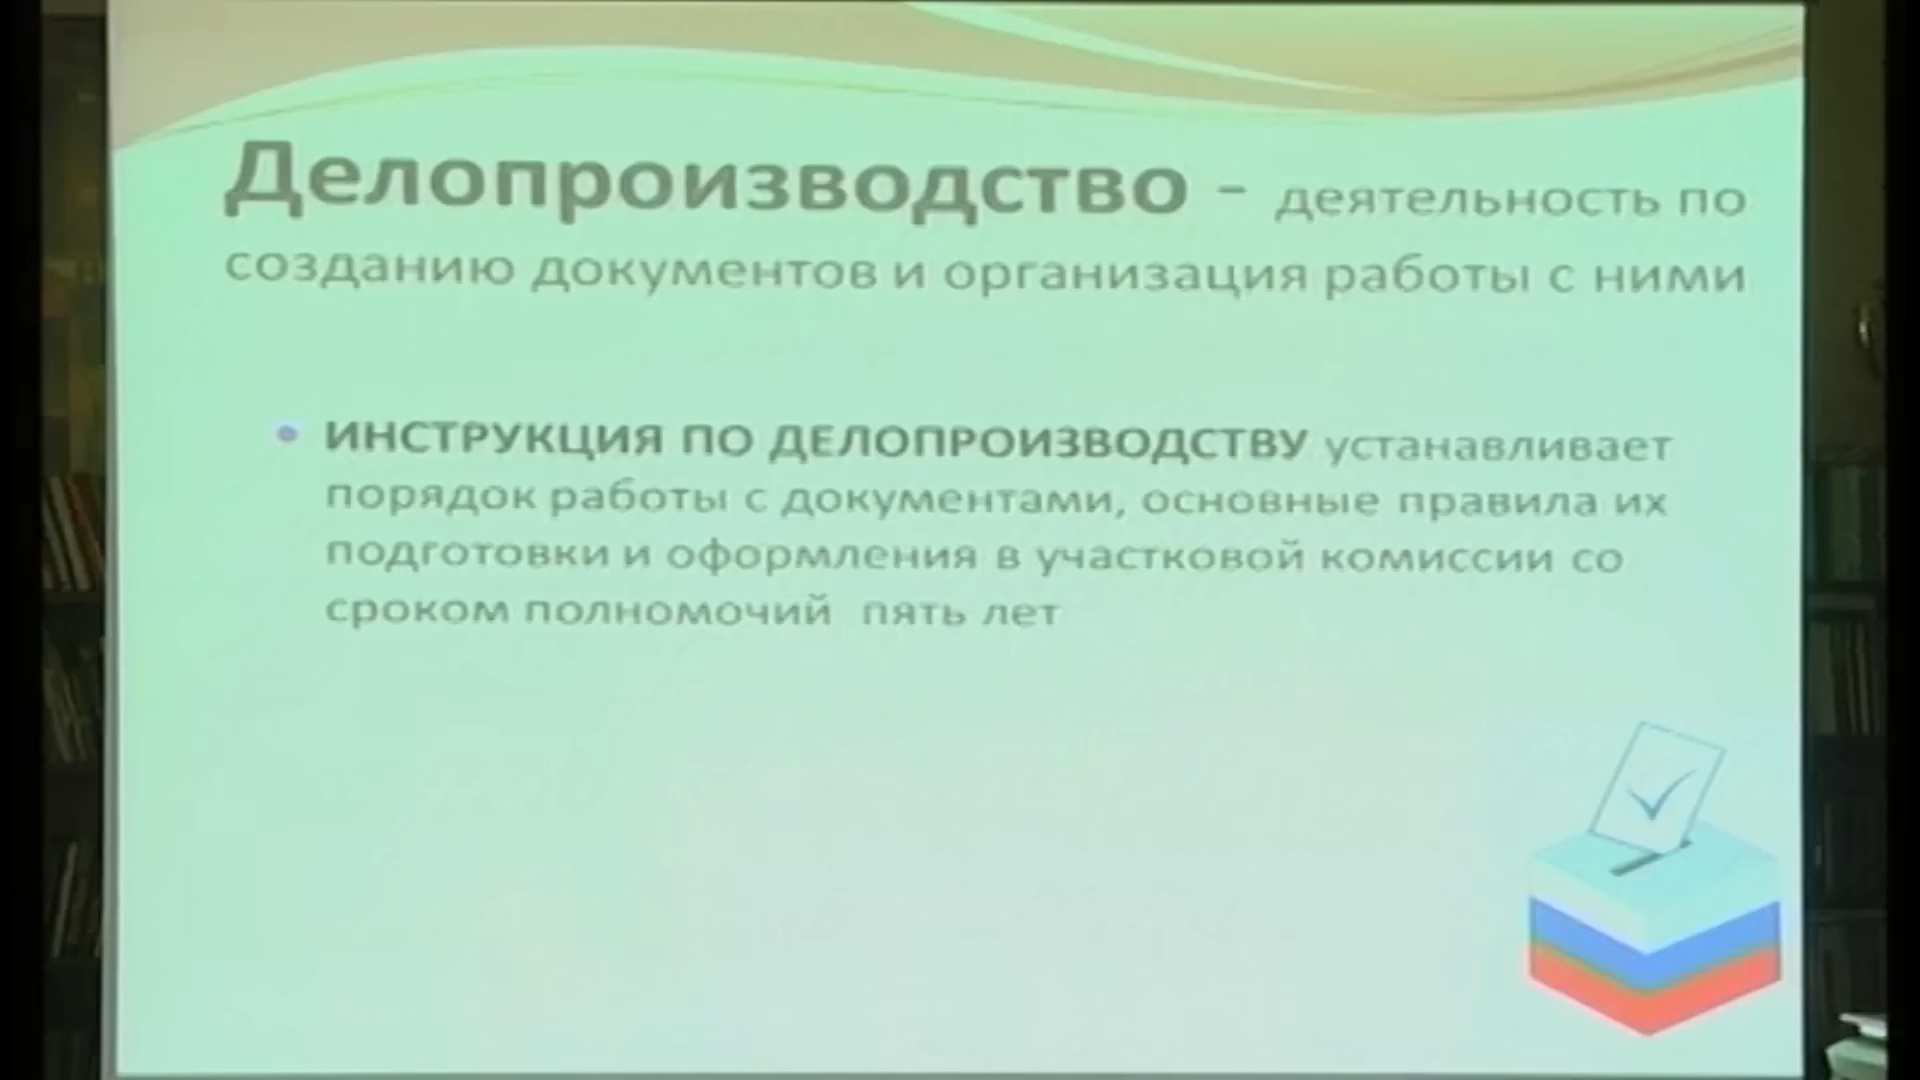 Делопроизводство - деятельность по
созданию документов и организация работы с ними
• ИНСТРУКЦИЯ ПО ДЕЛОПРОИЗВОДСТВУ устанавливает
порядок работы с документами, основные правила их
подготовки и оформления в участковой комиссии со
сроком полномочий пять лет